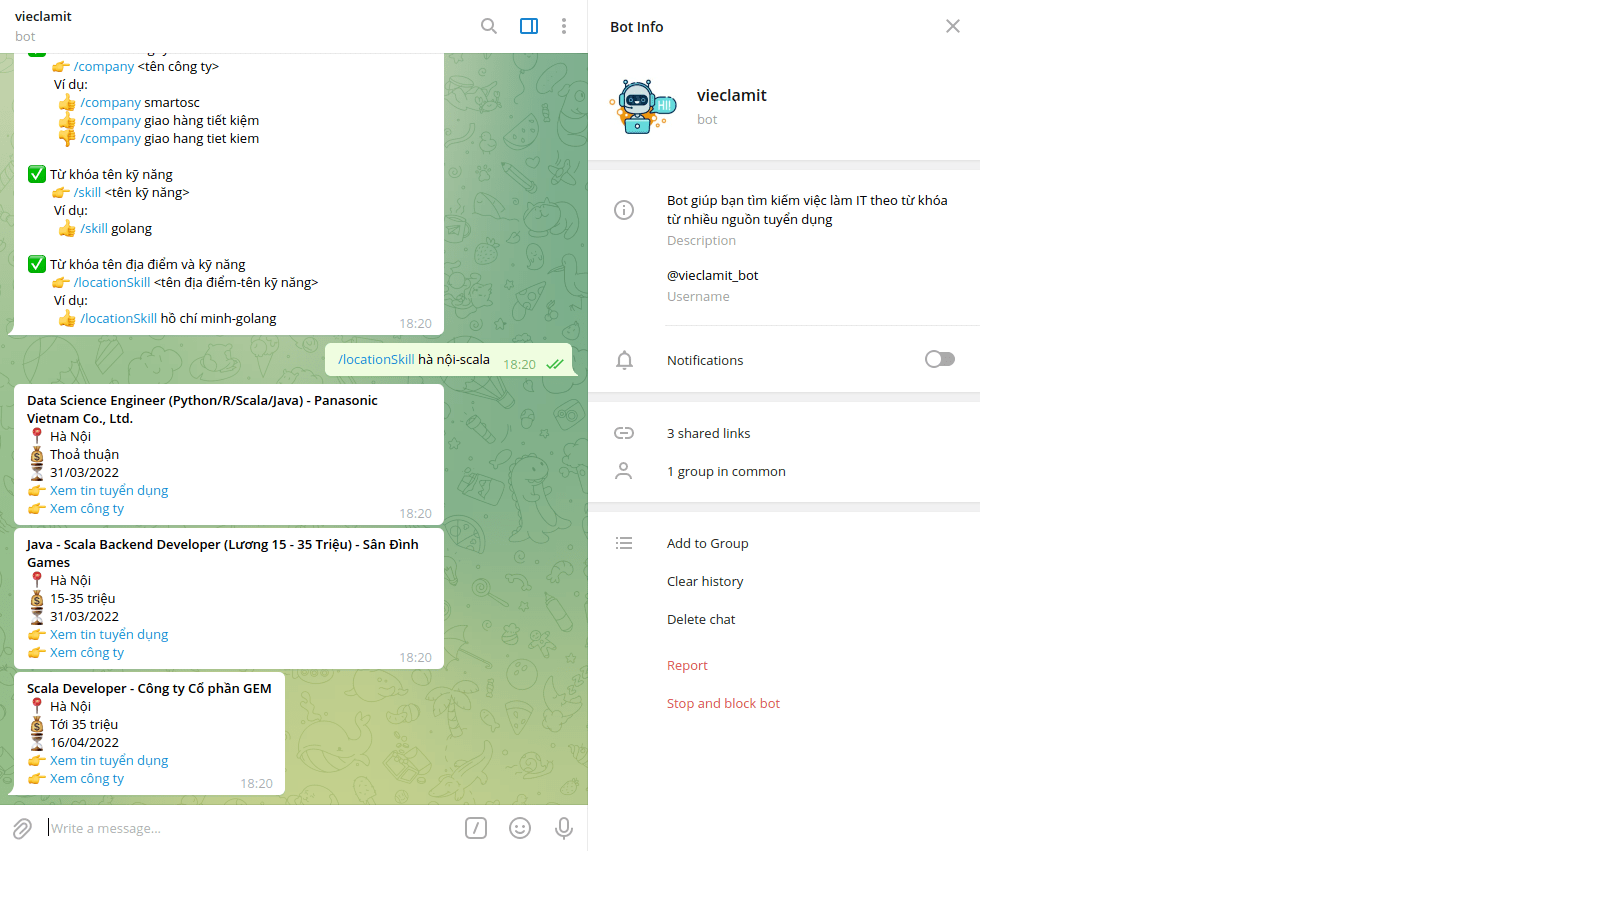 vieclamit
bot
/company <tên công ty>
Ví dụ:
/company smartosc
/company giao hàng tiết kiệm
/company giao hang tiet kiem
Từ khóa tên kỹ năng
/skill <tên kỹ năng>
Ví dụ:
/skill golang
Từ khóa tên địa điểm và kỹ năng
/locationSkill <tên địa điểm-tên kỹ năng>
Ví dụ:
/locationSkill hồ chí minh-golang
18:20
/locationSkill hà nội-scala 18:20
Data Science Engineer (Python/R/Scala/Java) - Panasonic
Vietnam Co., Ltd.
Hà Nội
Thoả thuận
31/03/2022
Xem tin tuyển dụng
Xem công ty
18:20
Java - Scala Backend Developer (Lương 15 - 35 Triệu) - Sân Đình
Games
Hà Nội
15-35 triệu
31/03/2022
Xem tin tuyển dụng
Xem công ty
18:20
Scala Developer - Công ty Cổ phần GEM
Hà Nội
Tới 35 triệu
16/04/2022
Xem tin tuyển dụng
Xem công ty
18:20
Write a message...
Bot Info
HI!
vieclamit
bot
Bot giúp bạn tìm kiếm việc làm IT theo từ khóa
từ nhiều nguồn tuyển dụng
Description
@vieclamit_bot
Username
Notifications
3 shared links
1 group in common
Add to Group
Clear history
Delete chat
Report
Stop and block bot